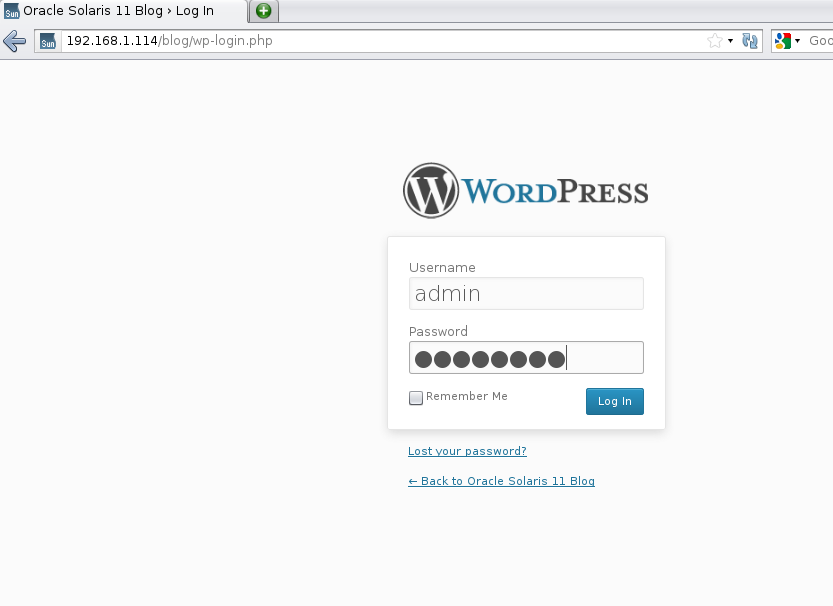 Sun Oracle Solaris 11 Blog › Log In
Sun 192.168.1.114/blog/wp-login.php Goo
W WORDPRESS
Username
admin
Password
Remember Me Log In
Lost your password?
← Back to Oracle Solaris 11 Blog